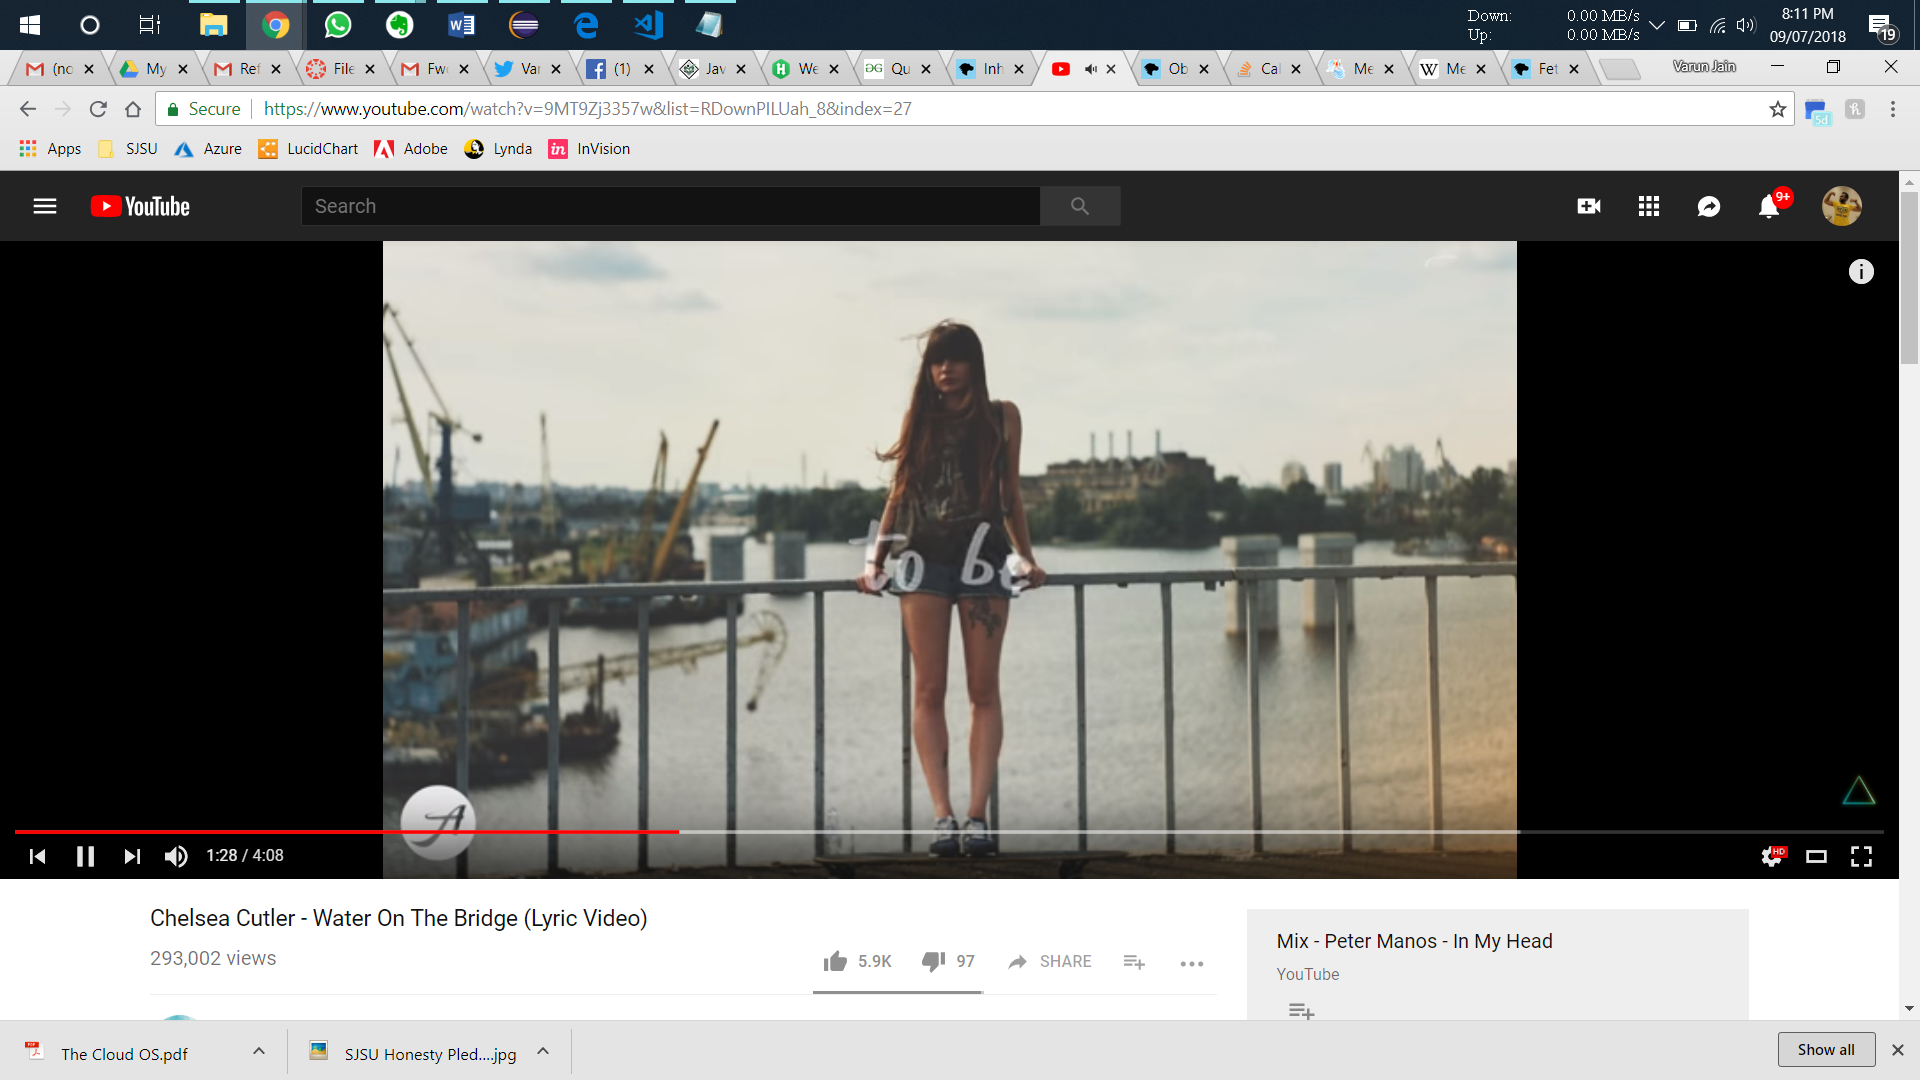 Down: 0.00 MB/s
Up: 0.00 MB/s
8:11 PM
09/07/2018
19
(no
My
Ref
File
Fwd
Var
(1)
Jav
We
Qu
Inh
Ob
Cal
Me
Me
Fet
Varun Jain
Secure https://www.youtube.com/watch?v=9MT9Zj3357w&list=RDownPILUah_8&index=27
5d
Apps SJSU Azure LucidChart Adobe Lynda InVision
YouTube
Search
9+
to be
A
1:28 / 4:08
HD
Chelsea Cutler - Water On The Bridge (Lyric Video)
293,002 views
5.9K
97
SHARE
Mix - Peter Manos - In My Head
YouTube
The Cloud OS.pdf
SJSU Honesty Pled....jpg
Show all